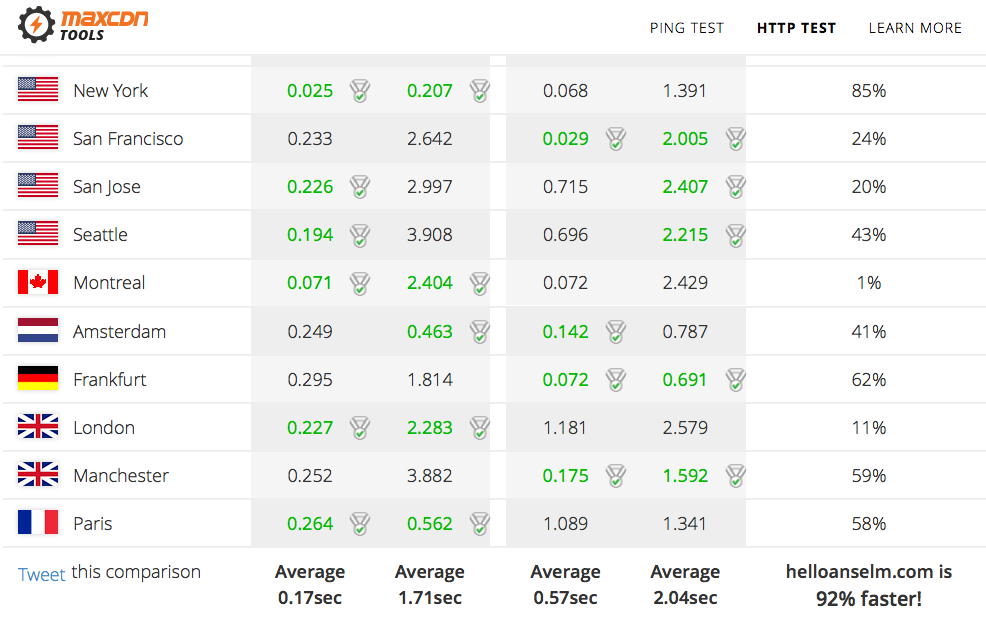 maxcdn
TOOLS
PING TEST HTTP TEST LEARN MORE
New York 0.025 0.207 0.068 1.391 85%
San Francisco 0.233 2.642 0.029 2.005 24%
San Jose 0.226 2.997 0.715 2.407 20%
Seattle 0.194 3.908 0.696 2.215 43%
Montreal 0.071 2.404 0.072 2.429 1%
Amsterdam 0.249 0.463 0.142 0.787 41%
Frankfurt 0.295 1.814 0.072 0.691 62%
London 0.227 2.283 1.181 2.579 11%
Manchester 0.252 3.882 0.175 1.592 59%
Paris 0.264 0.562 1.089 1.341 58%
Tweet this comparison Average Average Average Average helloanselm.com is
0.17sec 1.71sec 0.57sec 2.04sec 92% faster!